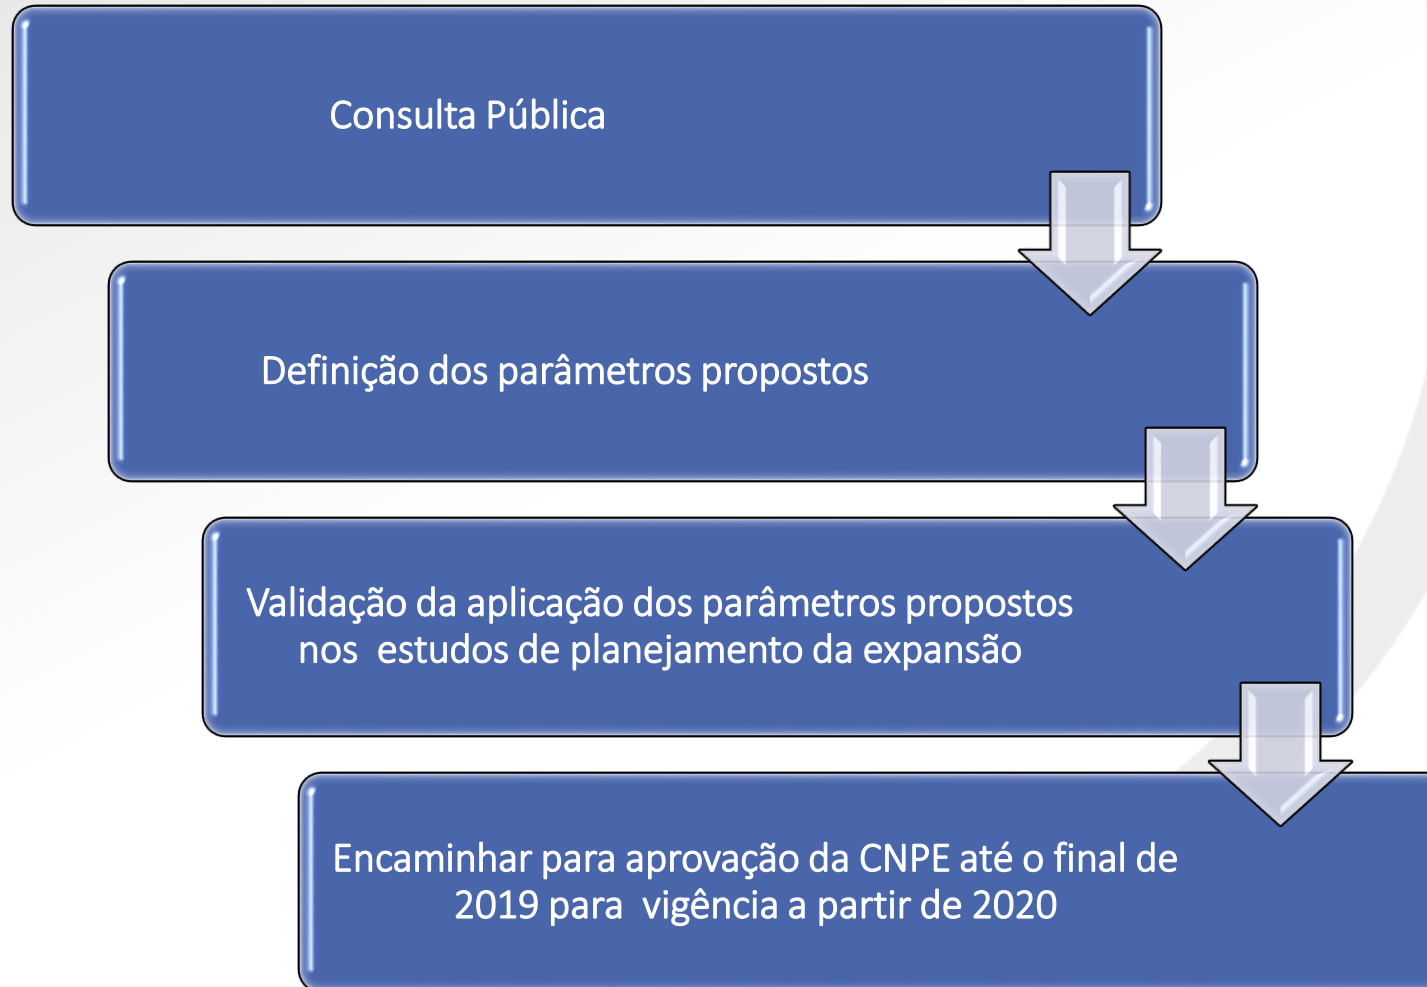 Consulta Pública
Definição dos parâmetros propostos
Validação da aplicação dos parâmetros propostos
nos  estudos de planejamento da expansão
Encaminhar para aprovação da CNPE até o final de
2019 para  vigência a partir de 2020